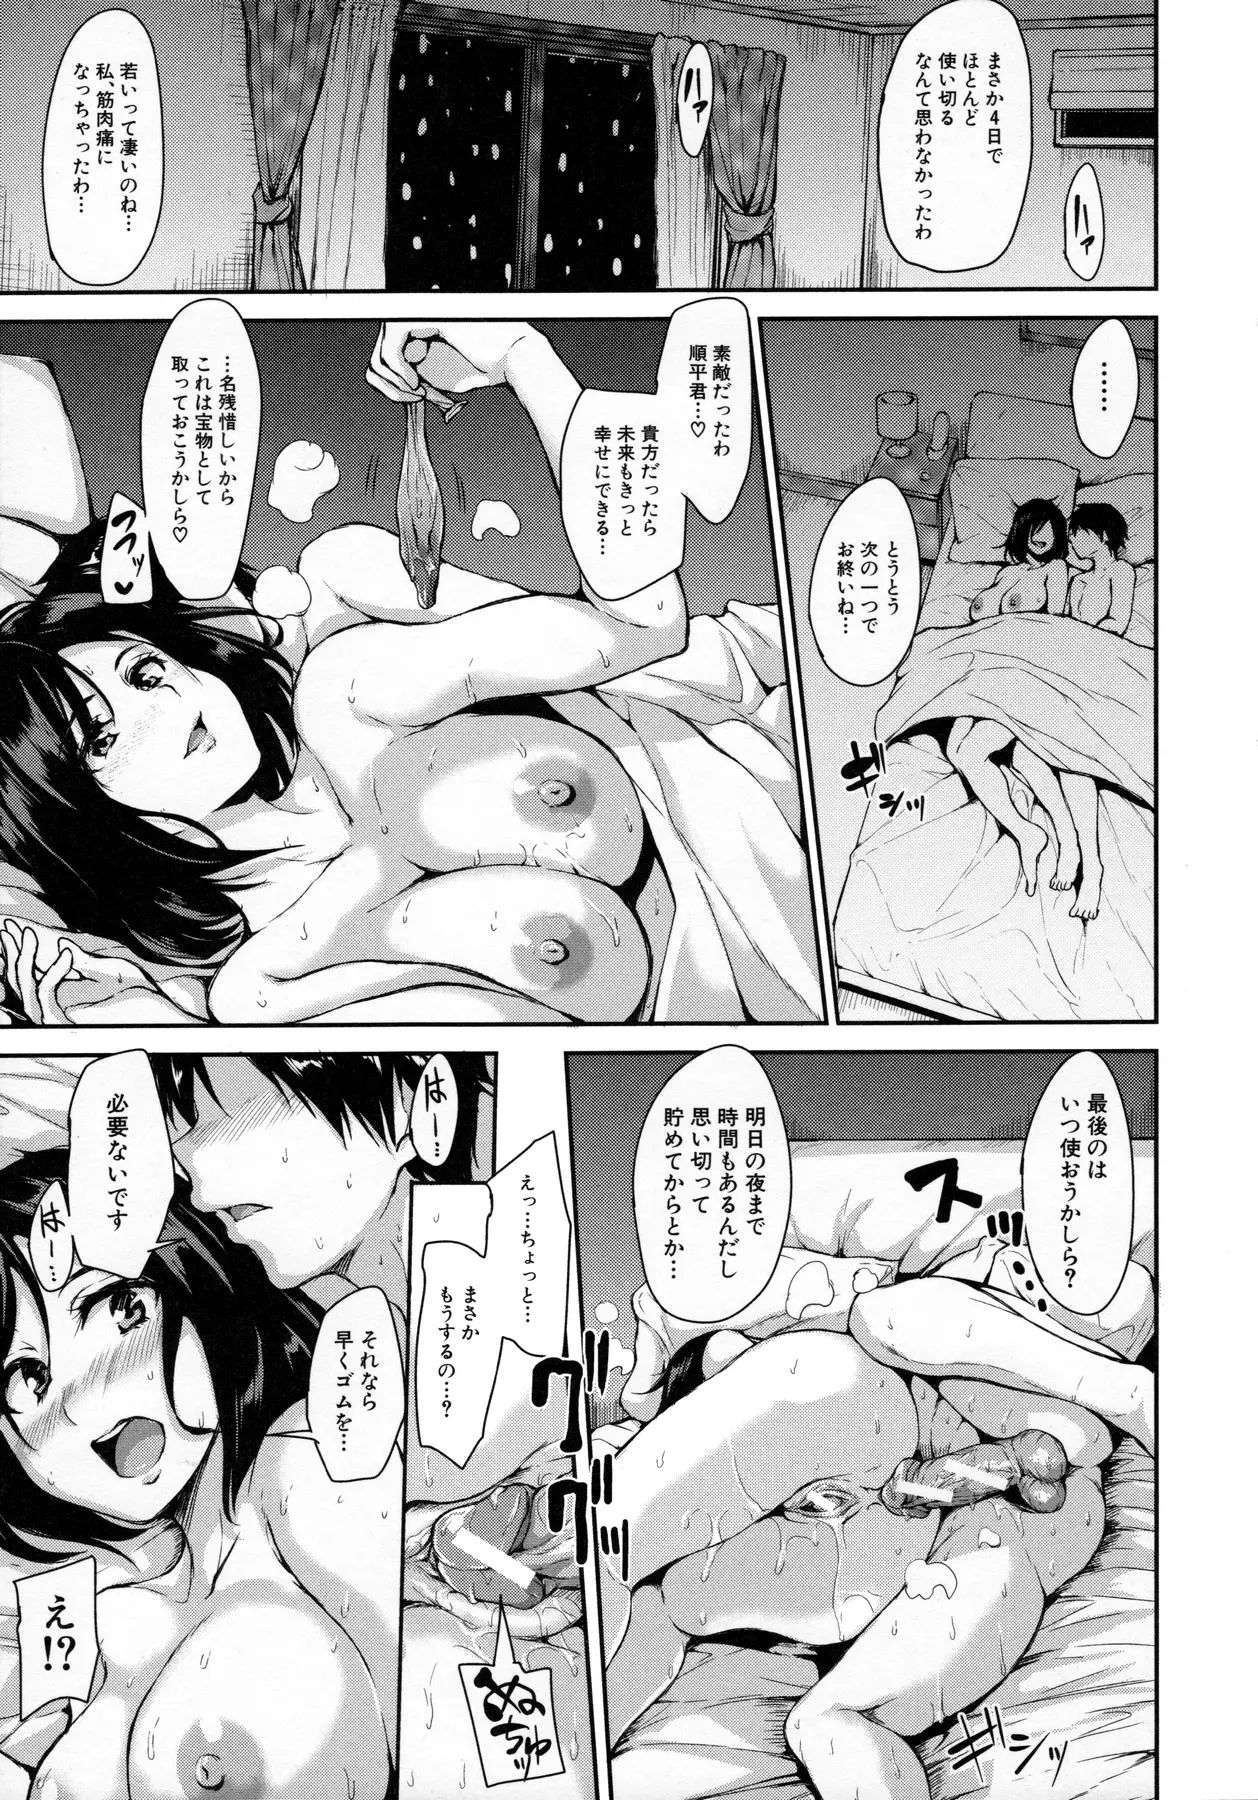 まさか4日で
ほとんど
使い切る
なんて思わなかったわ
ハァ
ハァ
若いって凄いのね…
私、筋肉痛に
なっちゃったわ…
……
とうとう
次の一つで
お終いね…
ギシッ
素敵だったわ
順平君…♡
貴方だったら
未来もきっと
幸せにできる…
…名残惜しいから
これは宝物として
取っておこうかしら♡
フフッ♥
最後のは
いつ使おうかしら?
明日の夜まで
時間もあるんだし
思い切って
貯めてからとか…
ズッ…
ギシッ
えっ…ちょっと…
まさか
もうするの…?
グググ
ぬちゅッ
はー…
それなら
早くゴムを…
必要ないです
はー…
え!?